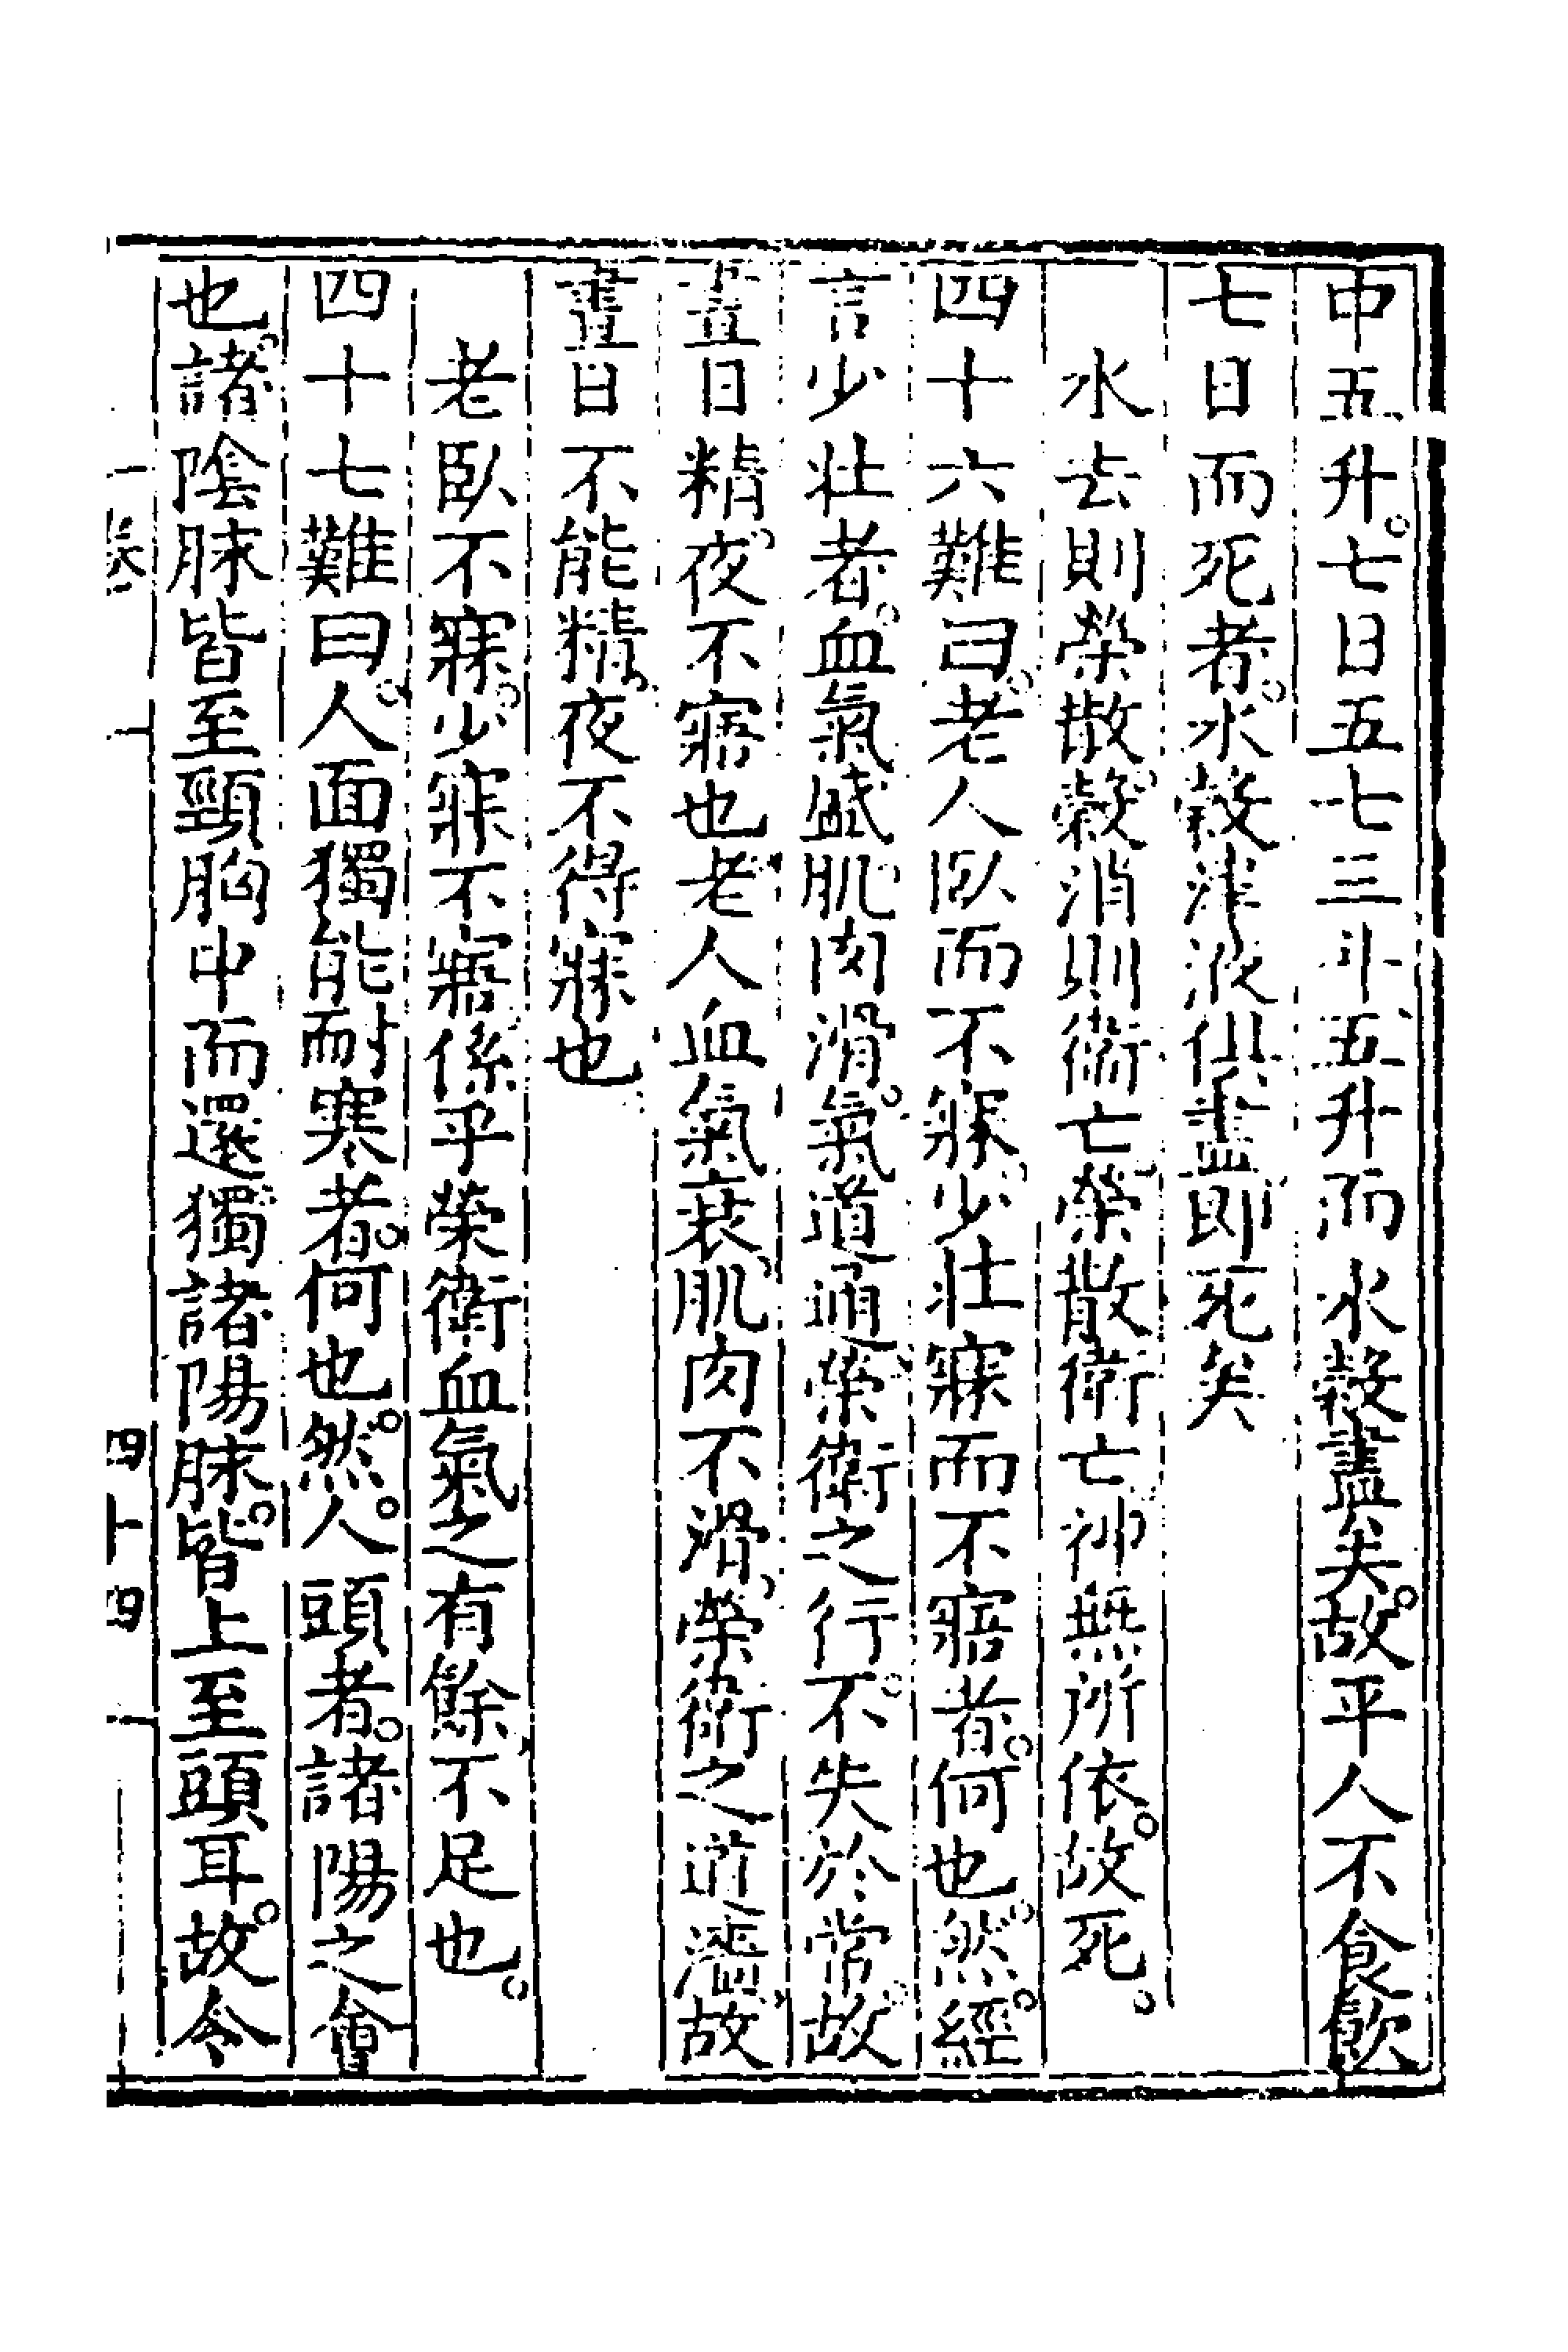 中五升。七日五七三斗五升而水穀盡矣。故平人不食飲
七日而死者。水穀津液俱盡即死矣
水去則榮散。穀消則衛亡。榮散衛亡。神無所依。故死。
四十六難曰。老人臥而不寐。少壯寐而不寤者。何也。然。經
言少壯者。血氣盛。肌肉滑。氣道通。榮衛之行。不失於常。故
晝日精。夜不寤也。老人血氣衰。肌肉不滑。榮衛之道濇。故
晝日不能精。夜不得寐也
老臥不寐。少寐不寤。係乎榮衛血氣之有餘不足也。
四十七難曰。人面獨能耐寒者。何也。然。人頭者。諸陽之會
也。諸陰脉皆至頸胸中而還。獨諸陽脉。皆上至頭耳。故令
卷
四十四